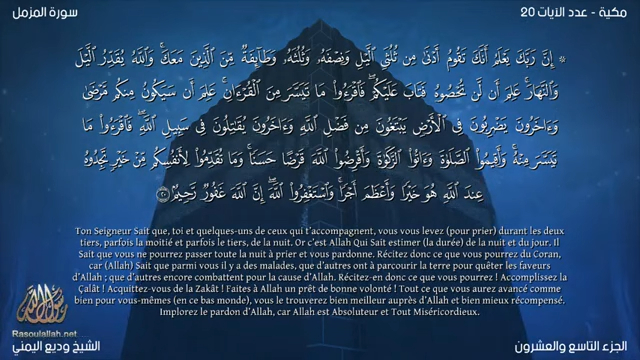 سورة المزمل
مكية - عدد الآيات 20
۞ إِنَّ رَبَّكَ يَعْلَمُ أَنَّكَ تَقُومُ أَدْنَىٰ مِن ثُلُثَىِ ٱلَّيْلِ وَنِصْفَهُۥ وَثُلُثَهُۥ وَطَآئِفَةٌ مِّنَ ٱلَّذِينَ مَعَكَ ۚ وَٱللَّهُ يُقَدِّرُ ٱلَّيْلَ
وَٱلنَّهَارَ ۚ عَلِمَ أَن لَّن تُحْصُوهُ فَتَابَ عَلَيْكُمْ ۖ فَٱقْرَءُوا۟ مَا تَيَسَّرَ مِنَ ٱلْقُرْءَانِ ۚ عَلِمَ أَن سَيَكُونُ مِنكُم مَّرْضَىٰ
وَءَاخَرُونَ يَضْرِبُونَ فِى ٱلْأَرْضِ يَبْتَغُونَ مِن فَضْلِ ٱللَّهِ وَءَاخَرُونَ يُقَٰتِلُونَ فِى سَبِيلِ ٱللَّهِ ۖ فَٱقْرَءُوا۟ مَا
تَيَسَّرَ مِنْهُ ۚ وَأَقِيمُوا۟ ٱلصَّلَوٰةَ وَءَاتُوا۟ ٱلزَّكَوٰةَ وَأَقْرِضُوا۟ ٱللَّهَ قَرْضًا حَسَنًا ۚ وَمَا تُقَدِّمُوا۟ لِأَنفُسِكُم مِّنْ خَيْرٍ تَجِدُوهُ
عِندَ ٱللَّهِ هُوَ خَيْرًا وَأَعْظَمَ أَجْرًا ۚ وَٱسْتَغْفِرُوا۟ ٱللَّهَ ۖ إِنَّ ٱللَّهَ غَفُورٌ رَّحِيمٌۢ ﴿٢٠﴾
Ton Seigneur Sait que, toi et quelques-uns de ceux qui t’accompagnent, vous vous levez (pour prier) durant les deux
tiers, parfois la moitié et parfois le tiers, de la nuit. Or c’est Allah Qui Sait estimer (la durée) de la nuit et du jour. Il
Sait que vous ne pourrez passer toute la nuit à prier et vous pardonne. Récitez donc ce que vous pourrez du Coran,
car (Allah) Sait que parmi vous il y a des malades, que d’autres ont à parcourir la terre pour quêter les faveurs
d’Allah ; que d’autres encore combattent pour la cause d’Allah. Récitez-en donc ce que vous pourrez ! Accomplissez la
Çalât ! Acquittez-vous de la Zakât ! Faites à Allah un prêt de bonne volonté ! Tout ce que vous aurez avancé comme
bien pour vous-mêmes (en ce bas monde), vous le trouverez bien meilleur auprès d’Allah et bien mieux récompensé.
Implorez le pardon d’Allah, car Allah est Absoluteur et Tout Miséricordieux.
رسول الله
Rasoulallah.net
الشيخ وديع اليمني
الجزء التاسع والعشرون